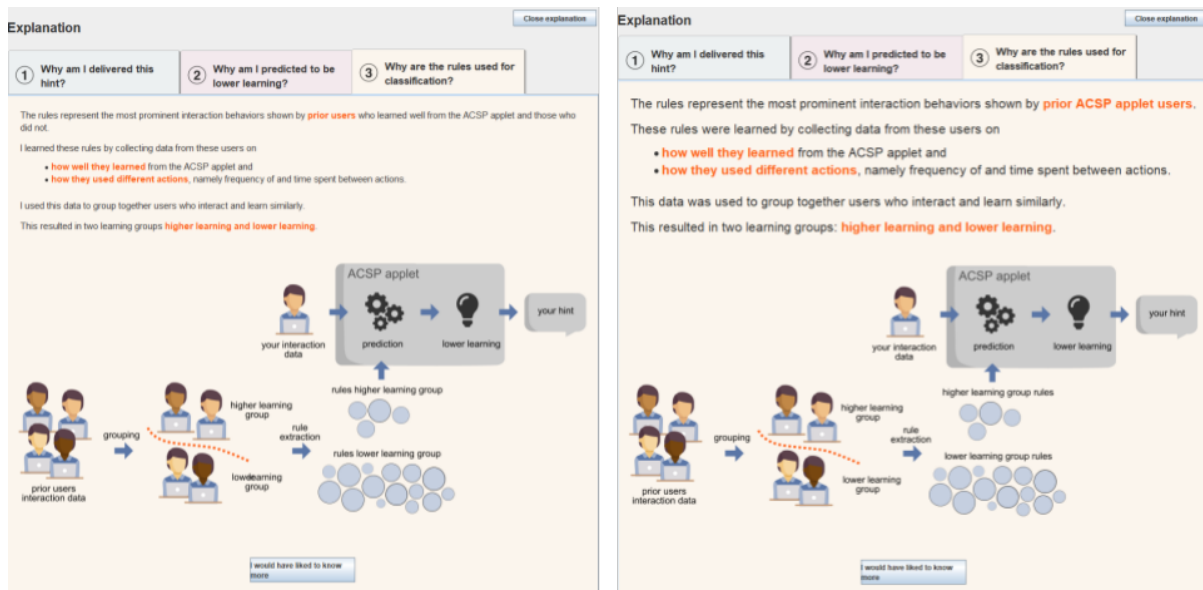 Explanation
Close explanation
1 Why am I delivered this
hint?
2 Why am I predicted to be
lower learning?
3 Why are the rules used for
classification?
The rules represent the most prominent interaction behaviors shown by prior users who learned well from the ACSP applet and those who
did not.
I learned these rules by collecting data from these users on
• how well they learned from the ACSP applet and
• how they used different actions, namely frequency of and time spent between actions.
I used this data to group together users who interact and learn similarly.
This resulted in two learning groups higher learning and lower learning.
ACSP applet
your hint
your interaction
data
prediction
lower learning
rules higher learning group
higher learning
group
grouping
rule
extraction
rules lower learning group
lowelearning
group
prior users
interaction data
I would have liked to know
more
Explanation
Close explanation
1 Why am I delivered this
hint?
2 Why am I predicted to be
lower learning?
3 Why are the rules used for
classification?
The rules represent the most prominent interaction behaviors shown by prior ACSP applet users.
These rules were learned by collecting data from these users on
• how well they learned from the ACSP applet and
• how they used different actions, namely frequency of and time spent between actions.
This data was used to group together users who interact and learn similarly.
This resulted in two learning groups: higher learning and lower learning.
ACSP applet
your hint
your interaction
data
prediction
lower learning
higher learning group rules
higher learning
group
grouping
rule
extraction
lower learning group rules
lower learning
group
prior users
interaction data
I would have liked to know
more